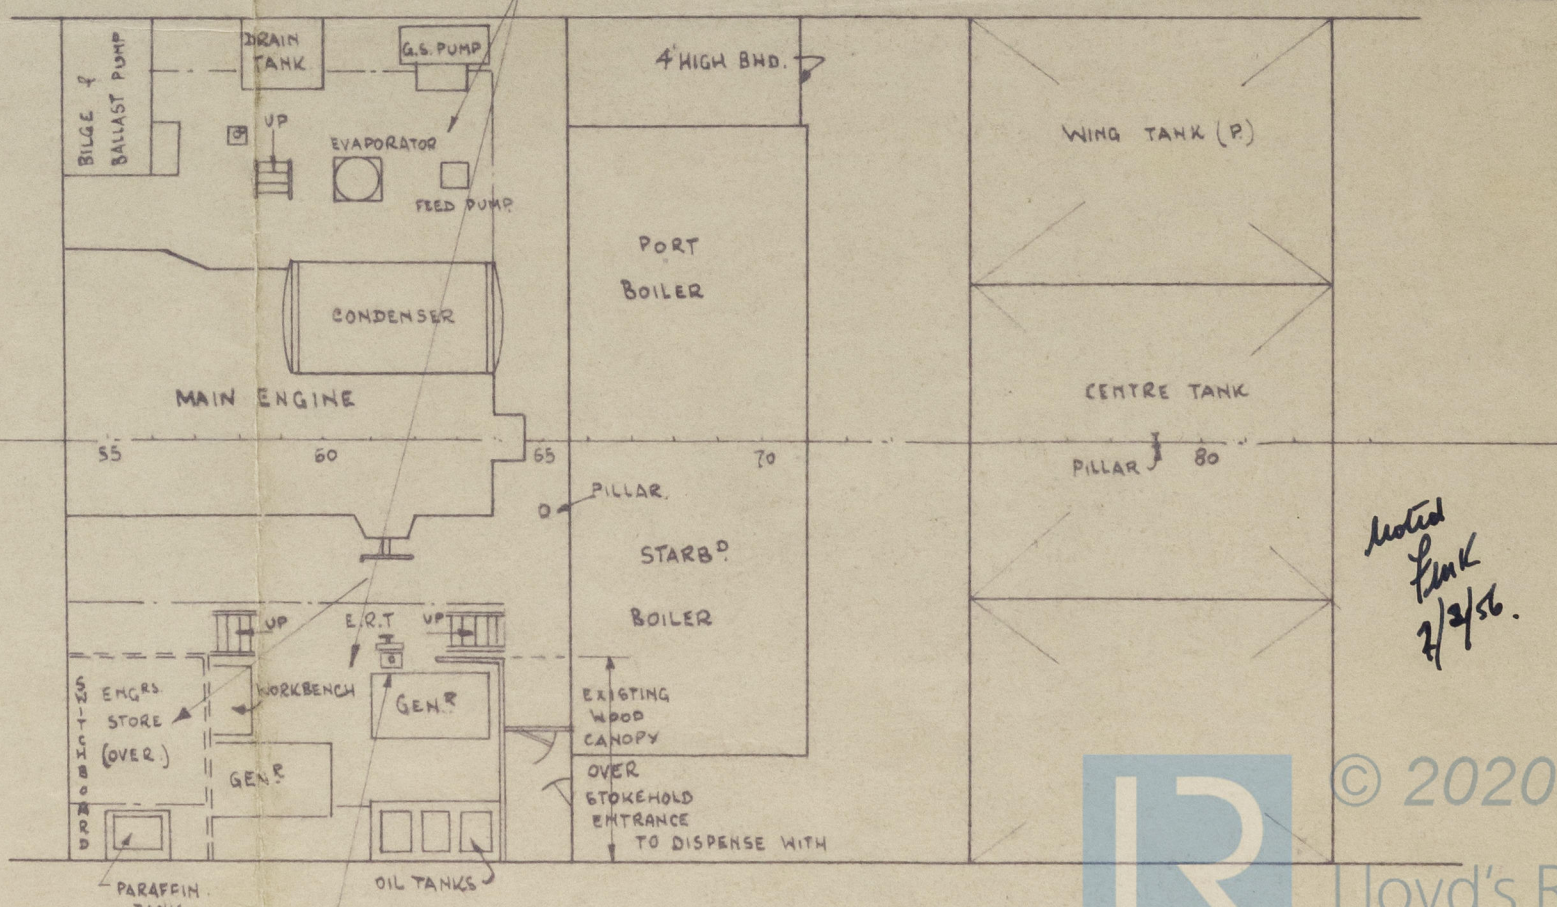 BILGE &
BALLAST PUMP
DRAIN
TANK
G.S. PUMP
4' HIGH BHD.
WING TANK (P.)
UP
EVAPORATOR
FEED PUMP
PORT
BOILER
CONDENSER
MAIN ENGINE
CENTRE TANK
55
60
65
70
PILLAR
80
PILLAR
STARBD.
BOILER
UP
E.R.T
UP
SWITCHBOARD
ENGRS.
STORE
(OVER.)
WORKBENCH
GENR
GENR
EXISTING
WOOD
CANOPY
OVER
STOKEHOLD
ENTRANCE
TO DISPENSE WITH
PARAFFIN
OIL TANKS
Noted
© 2020
Lloyd's R